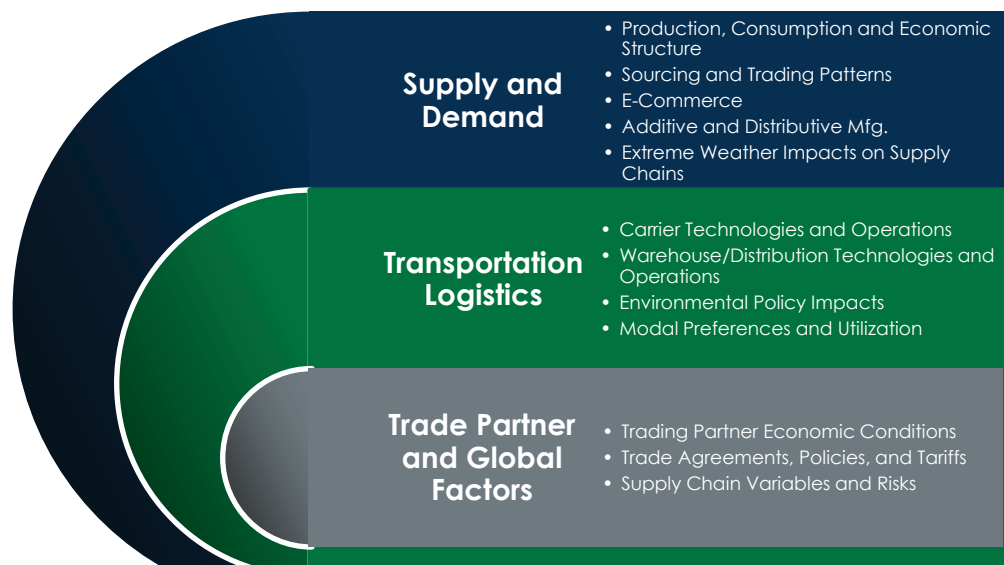 Supply and
Demand
• Production, Consumption and Economic
Structure
• Sourcing and Trading Patterns
• E-Commerce
• Additive and Distributive Mfg.
• Extreme Weather Impacts on Supply
Chains
Transportation
Logistics
• Carrier Technologies and Operations
• Warehouse/Distribution Technologies and
Operations
• Environmental Policy Impacts
• Modal Preferences and Utilization
Trade Partner
and Global
Factors
• Trading Partner Economic Conditions
• Trade Agreements, Policies, and Tariffs
• Supply Chain Variables and Risks